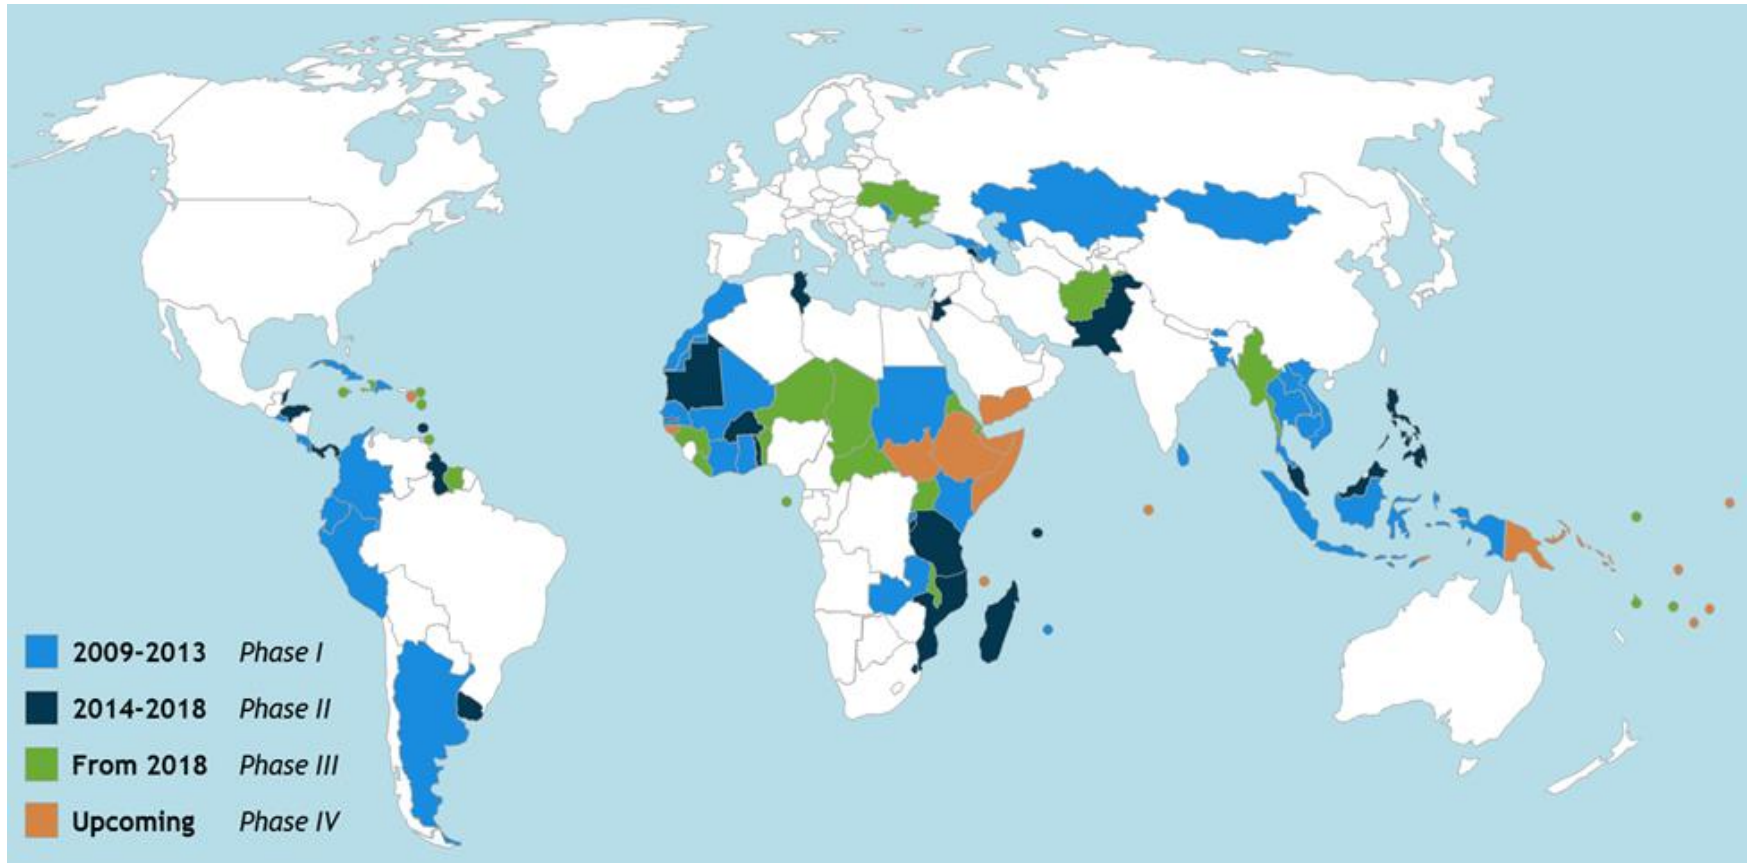 2009-2013 Phase I
2014-2018 Phase II
From 2018 Phase III
Upcoming Phase IV